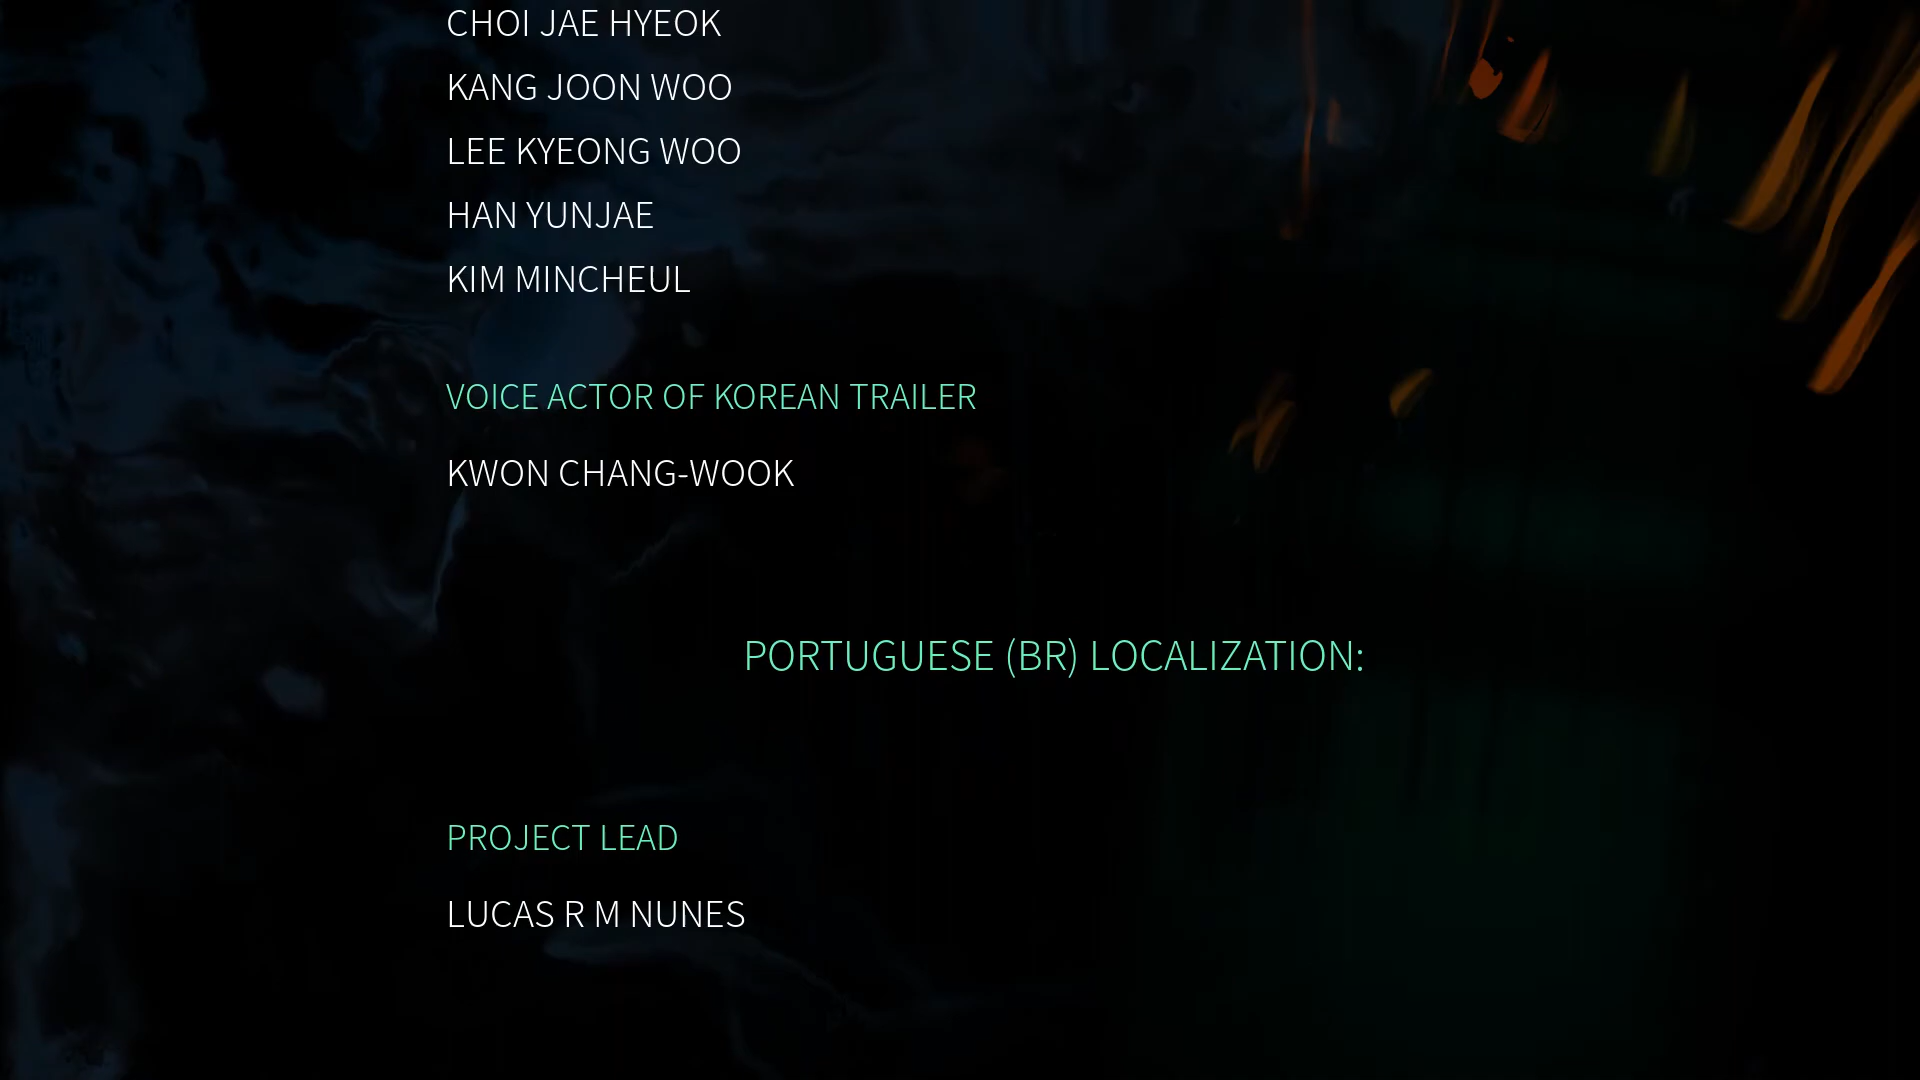 CHOI JAE HYEOK
KANG JOON WOO
LEE KYEONG WOO
HAN YUNJAE
KIM MINCHEUL
VOICE ACTOR OF KOREAN TRAILER
KWON CHANG-WOOK
PORTUGUESE (BR) LOCALIZATION:
PROJECT LEAD
LUCAS R M NUNES